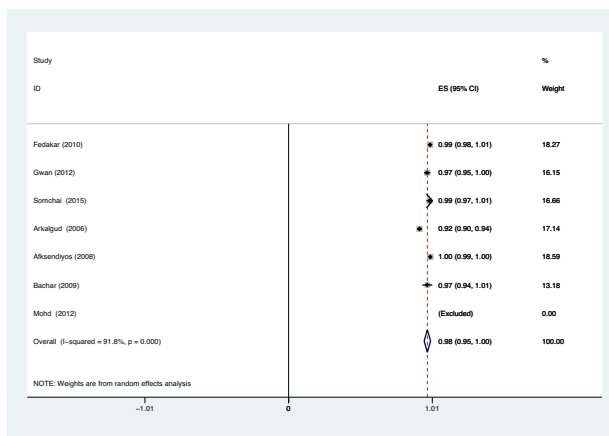 Study %
ID ES (95% CI) Weight
Fedakar (2010) 0.99 (0.98, 1.01) 18.27
Gwan (2012) 0.97 (0.95, 1.00) 16.15
Somchai (2015) 0.99 (0.97, 1.01) 16.66
Arkalgud (2006) 0.92 (0.90, 0.94) 17.14
Afksendiyos (2008) 1.00 (0.99, 1.00) 18.59
Bachar (2009) 0.97 (0.94, 1.01) 13.18
Mohd (2012) (Excluded) 0.00
Overall (I−squared = 91.8%, p = 0.000) 0.98 (0.95, 1.00) 100.00
NOTE: Weights are from random effects analysis
−1.01 0 1.01